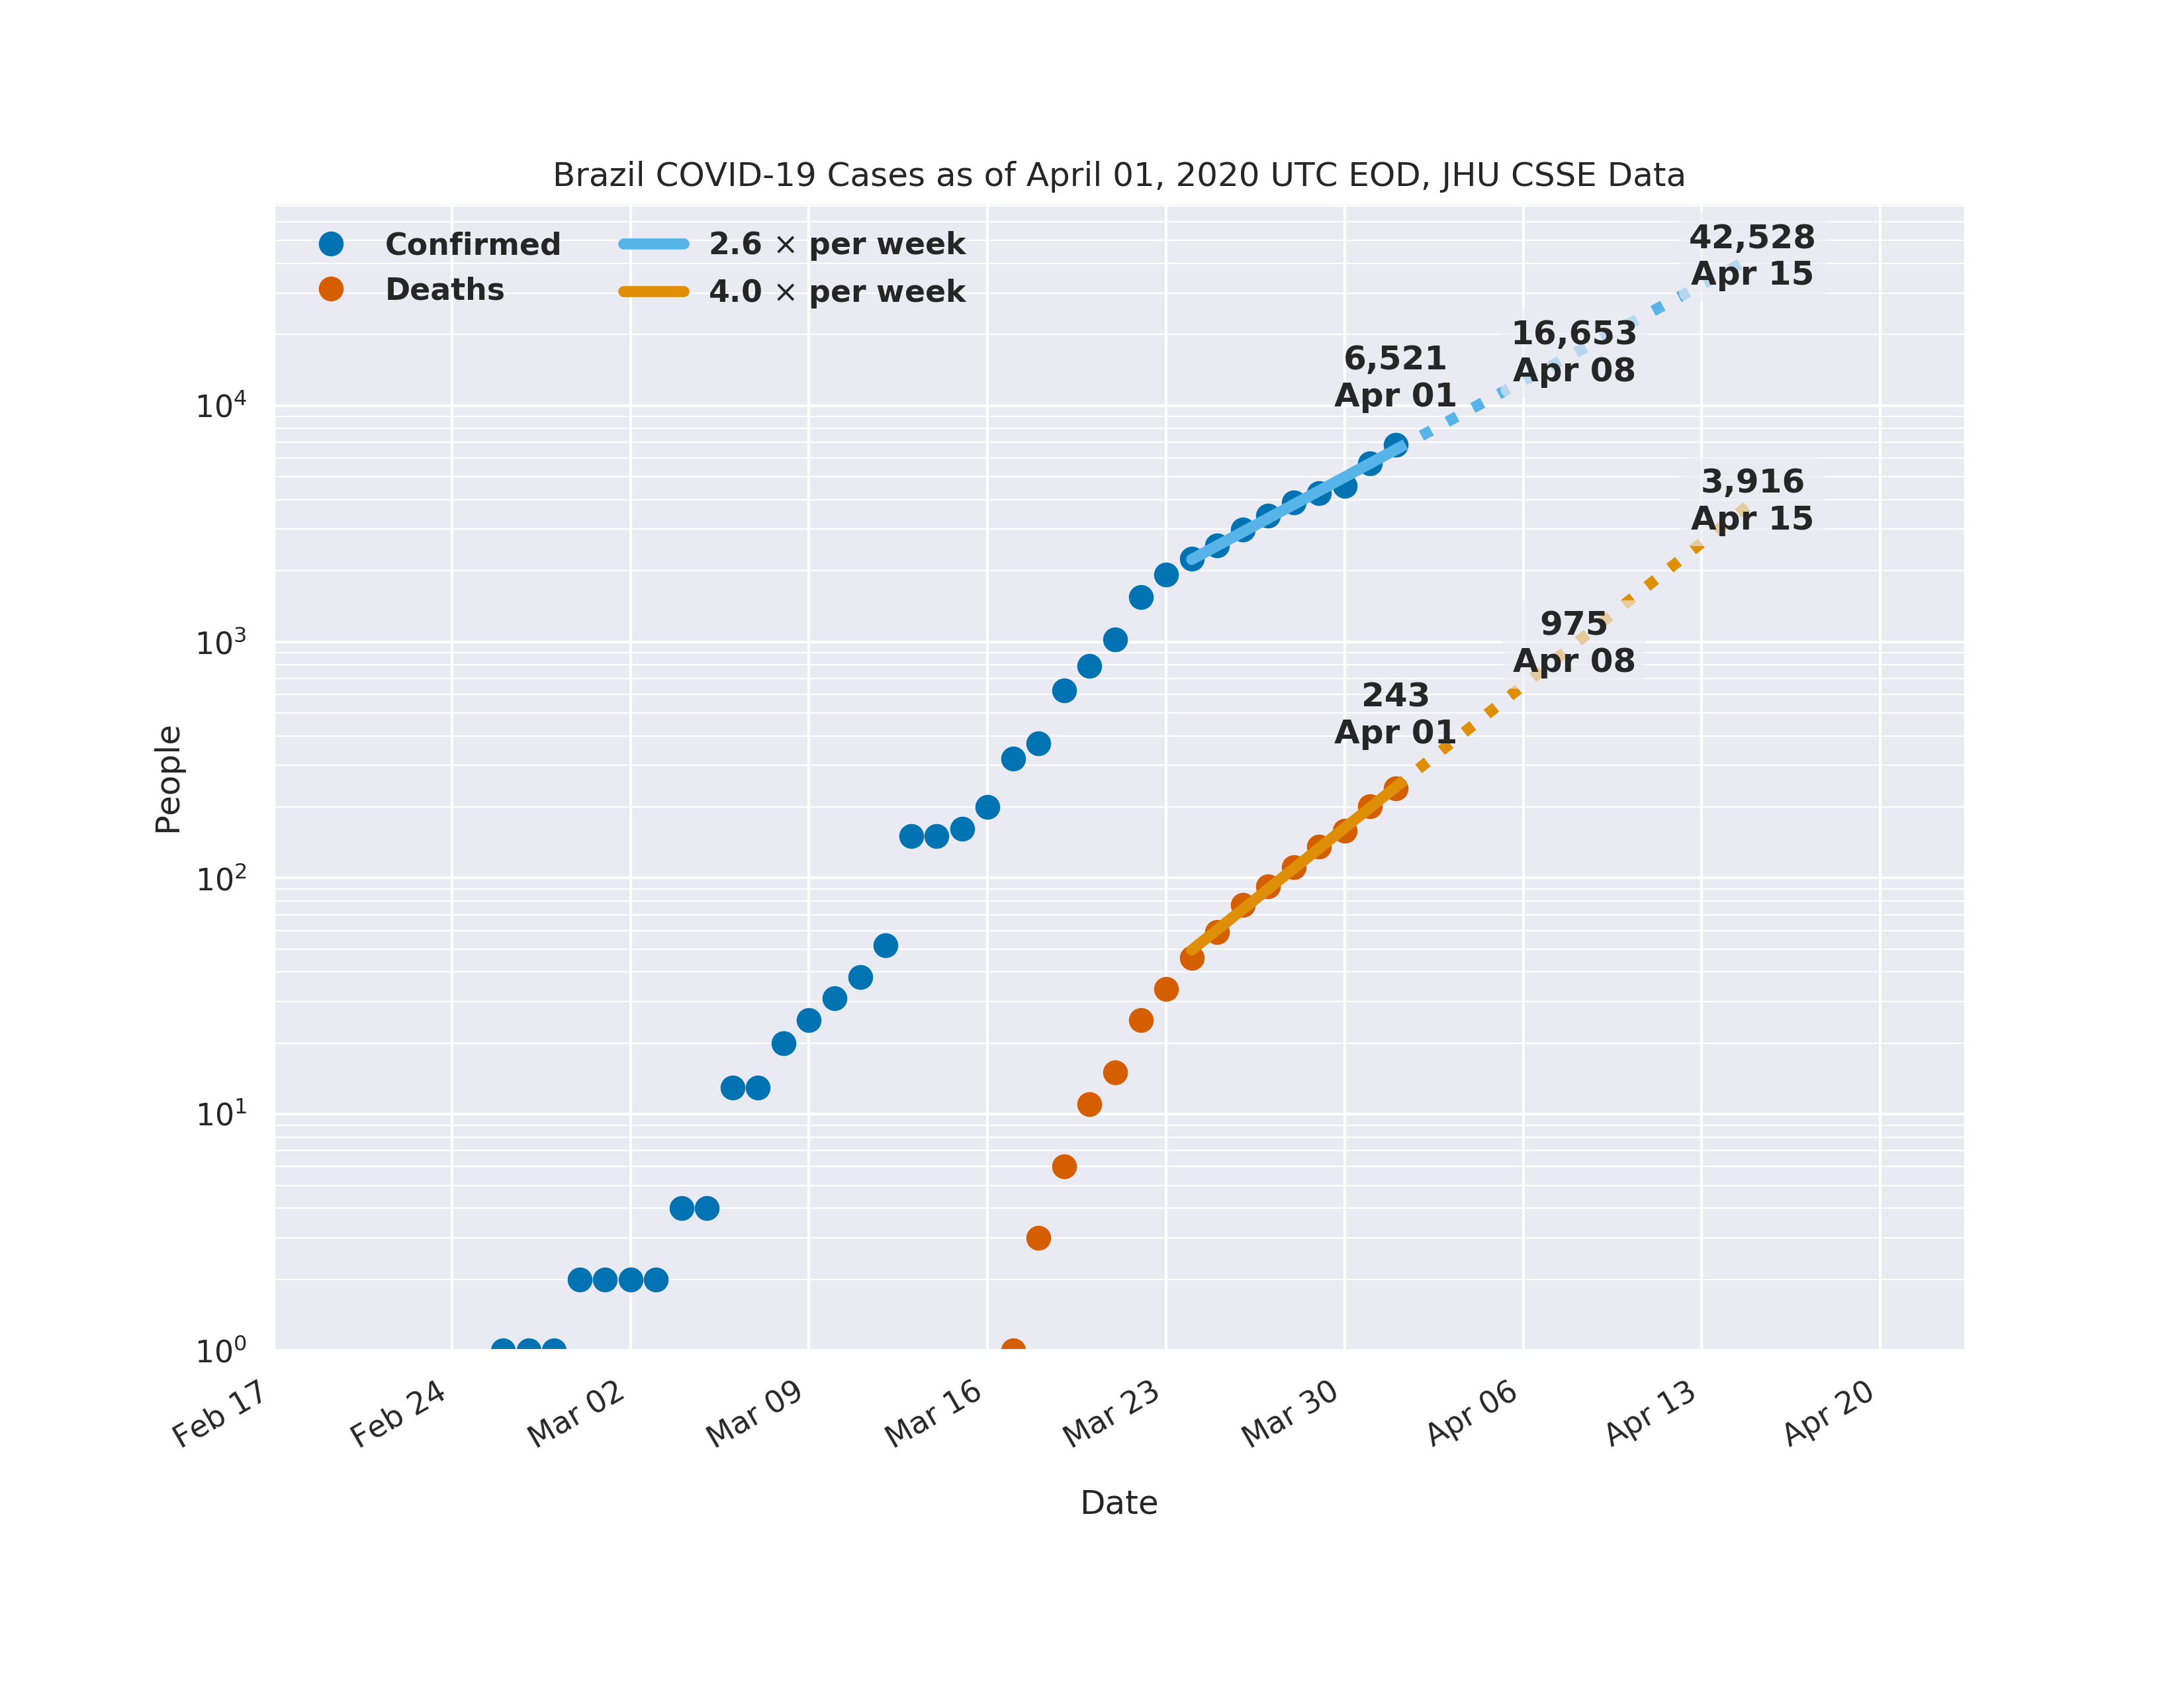 Brazil COVID-19 Cases as of April 01, 2020 UTC EOD, JHU CSSE Data
Confirmed
Deaths
2.6 × per week
4.0 × per week
42,528
Apr 15
16,653
Apr 08
6,521
Apr 01
3,916
Apr 15
975
Apr 08
243
Apr 01
People
10⁴
10³
10²
10¹
10⁰
Feb 17
Feb 24
Mar 02
Mar 09
Mar 16
Mar 23
Mar 30
Apr 06
Apr 13
Apr 20
Date